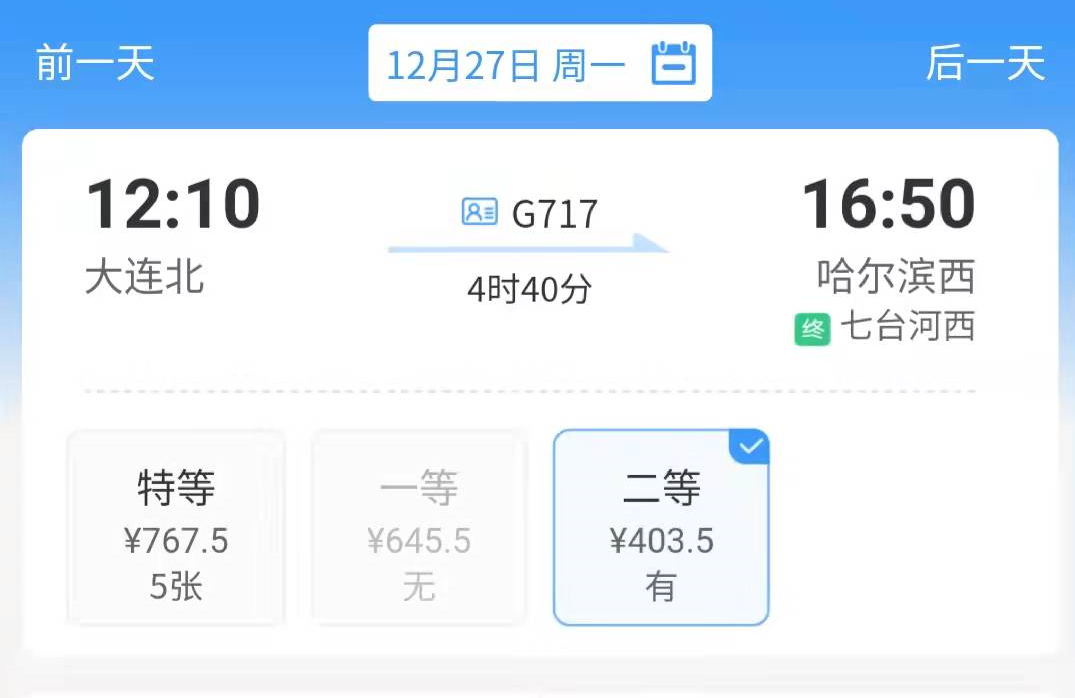 前一天 12月27日 周一 后一天
12:10 G717 16:50
大连北 4时40分 哈尔滨西
终 七台河西
特等 一等 二等
¥767.5 ¥645.5 ¥403.5
5张 无 有